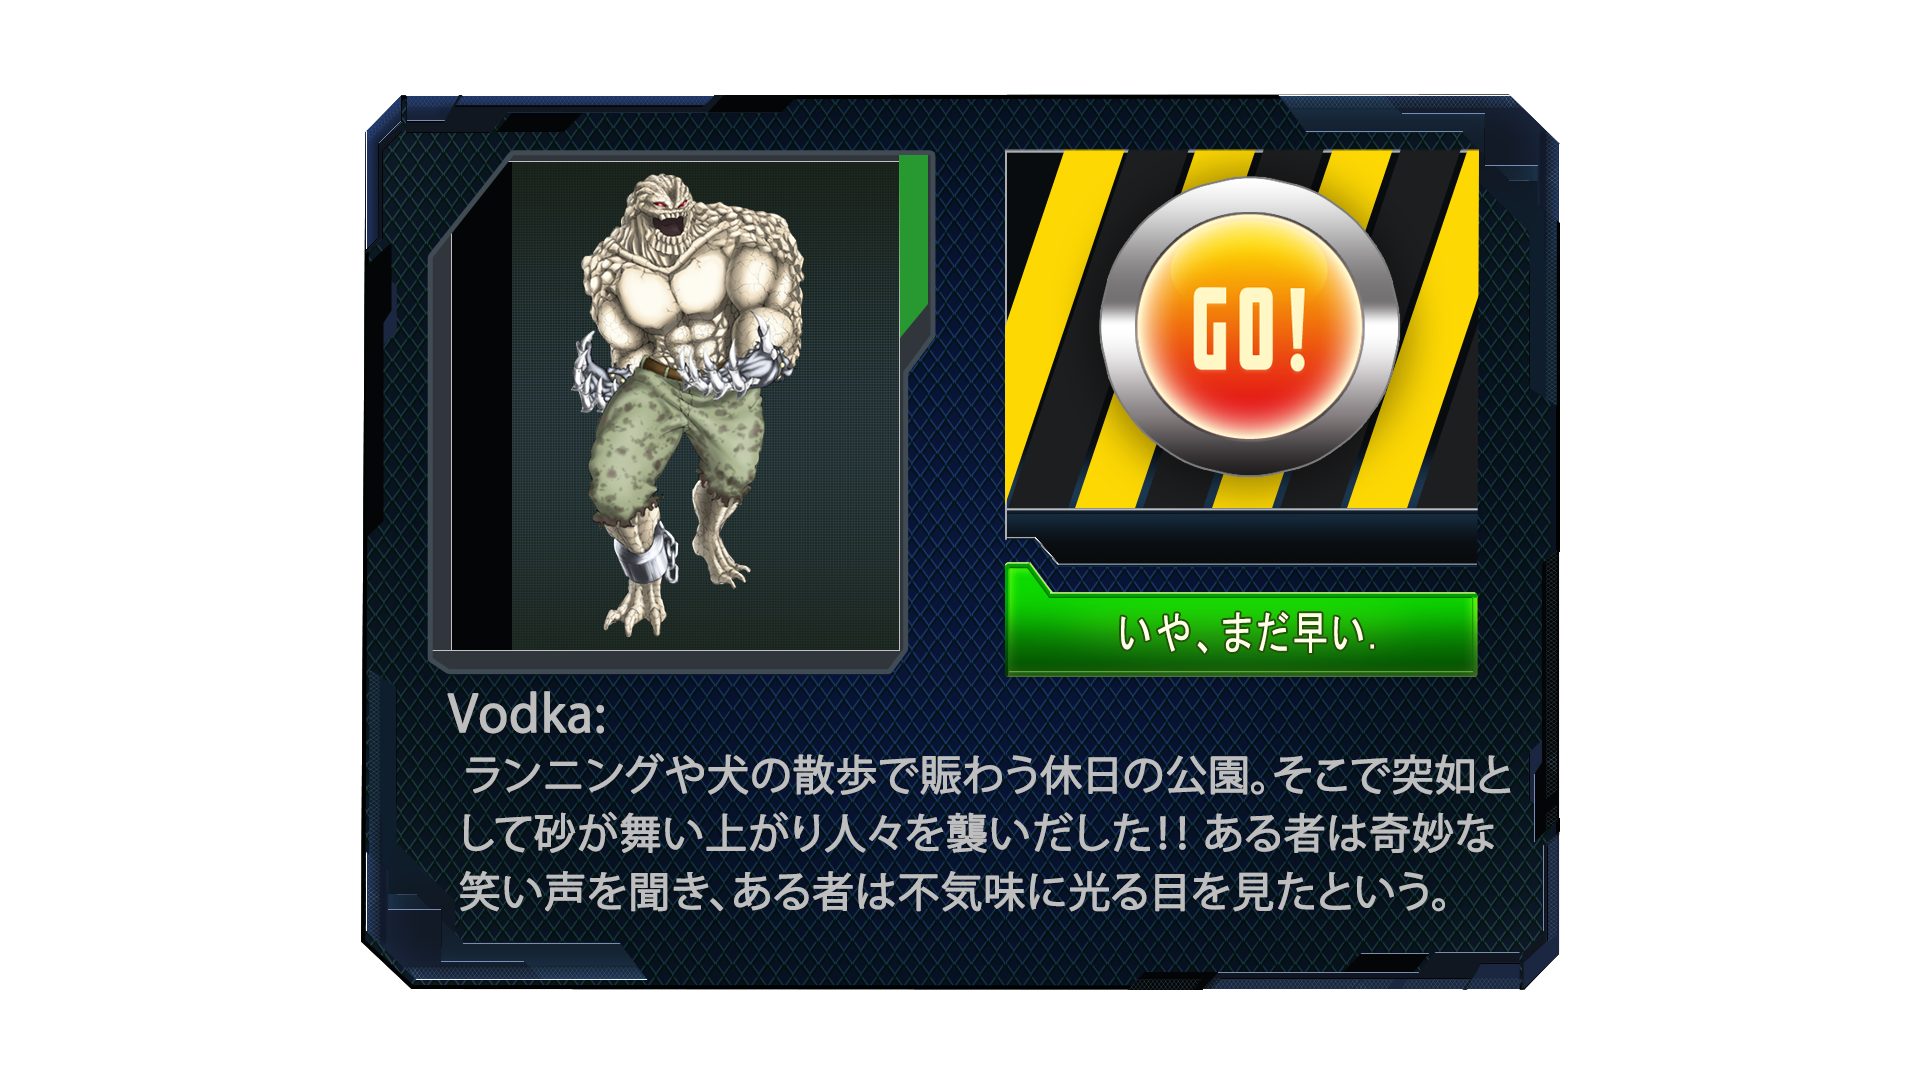 GO!
いや、まだ早い.
Vodka:
ランニングや犬の散歩で賑わう休日の公園。そこで突如と
して砂が舞い上がり人々を襲いだした!! ある者は奇妙な
笑い声を聞き、ある者は不気味に光る目を見たという。